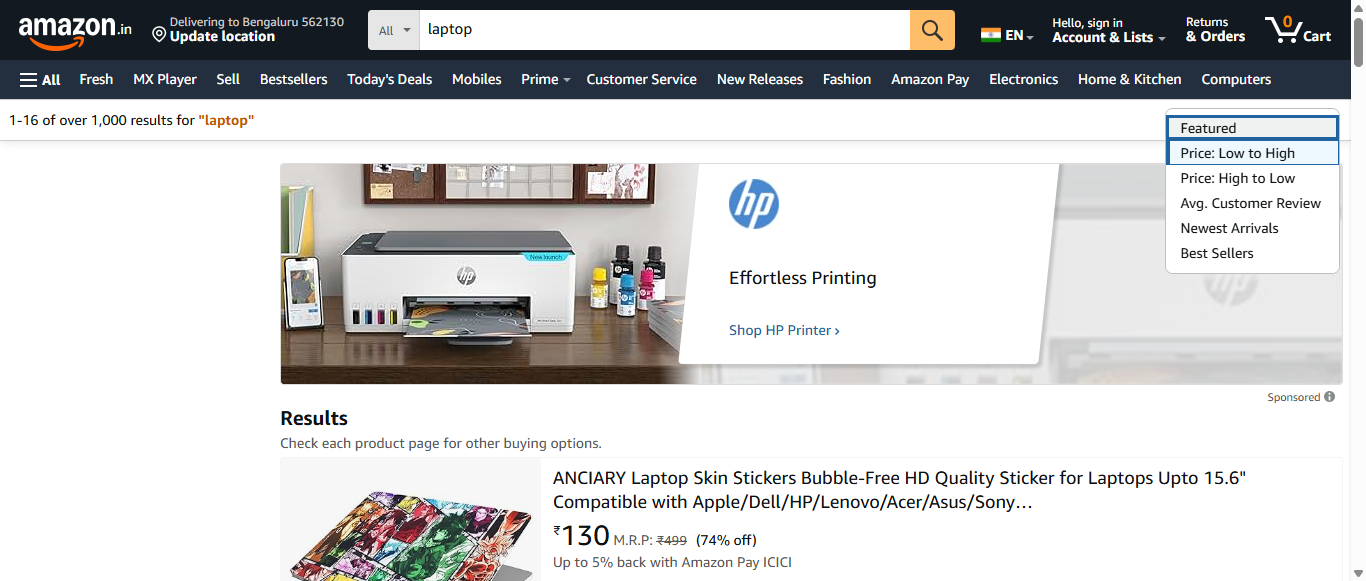 amazon.in
Delivering to Bengaluru 562130
Update location
All
laptop
EN
Hello, sign in
Account & Lists
Returns
& Orders
0
Cart
All Fresh MX Player Sell Bestsellers Today's Deals Mobiles Prime Customer Service New Releases Fashion Amazon Pay Electronics Home & Kitchen Computers
1-16 of over 1,000 results for "laptop"
Featured
Price: Low to High
Price: High to Low
Avg. Customer Review
Newest Arrivals
Best Sellers
New launch
hp
hp
Effortless Printing
Shop HP Printer ›
hp
Sponsored
Results
Check each product page for other buying options.
ANCIARY Laptop Skin Stickers Bubble-Free HD Quality Sticker for Laptops Upto 15.6"
Compatible with Apple/Dell/HP/Lenovo/Acer/Asus/Sony…
₹130 M.R.P: ₹499 (74% off)
Up to 5% back with Amazon Pay ICICI